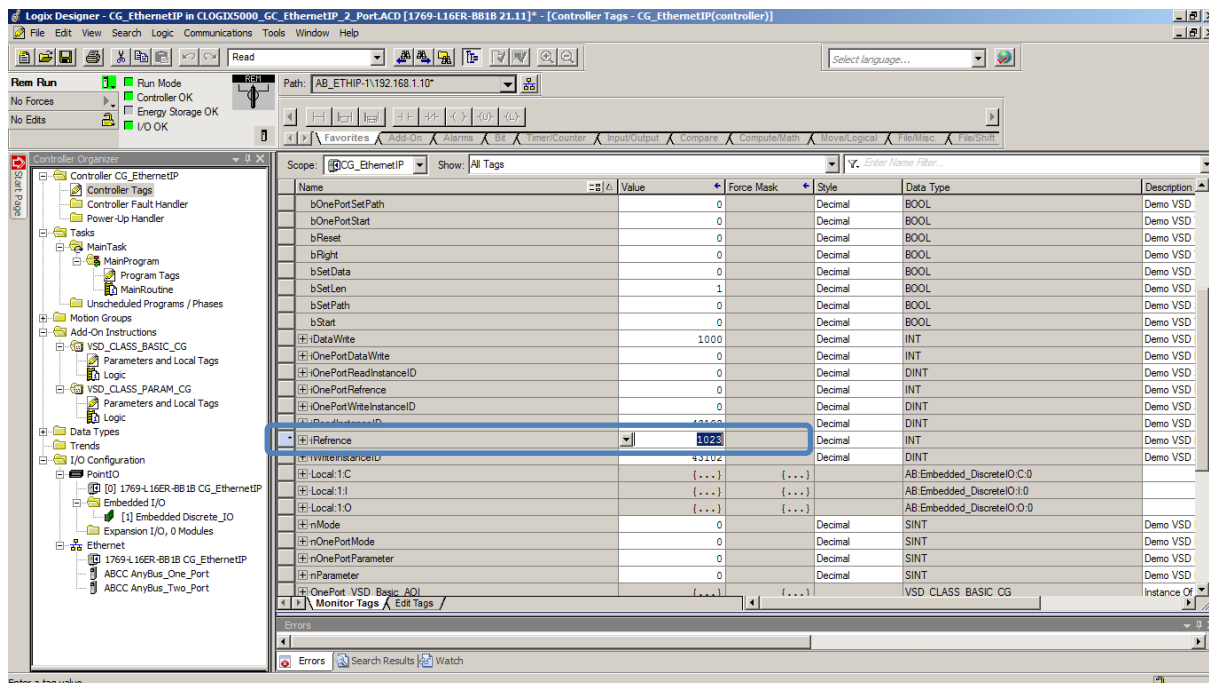 Logix Designer - CG_EthernetIP in CLOGIX5000_GC_EthernetIP_2_Port.ACD [1769-L16ER-BB1B 21.11]* - [Controller Tags - CG_EthernetIP(controller)]
File Edit View Search Logic Communications Tools Window Help
Read
Select language...
Rem Run
Run Mode
REM
Path: AB_ETHIP-1\192.168.1.10*
No Forces
Controller OK
Energy Storage OK
No Edits
I/O OK
Favorites Add-On Alarms Bit Timer/Counter Input/Output Compare Compute/Math Move/Logical File/Misc. File/Shift
Start Page
Controller Organizer
Controller CG_EthernetIP
Controller Tags
Controller Fault Handler
Power-Up Handler
Tasks
MainTask
MainProgram
Program Tags
MainRoutine
Unscheduled Programs / Phases
Motion Groups
Add-On Instructions
VSD_CLASS_BASIC_CG
Parameters and Local Tags
Logic
VSD_CLASS_PARAM_CG
Parameters and Local Tags
Logic
Data Types
Trends
I/O Configuration
PointIO
[0] 1769-L16ER-BB1B CG_EthernetIP
Embedded I/O
[1] Embedded Discrete_IO
Expansion I/O, 0 Modules
Ethernet
1769-L16ER-BB1B CG_EthernetIP
ABCC AnyBus_One_Port
ABCC AnyBus_Two_Port
Scope: CG_EthernetIP Show: All Tags Enter Name Filter...
Name Value Force Mask Style Data Type Description
bOnePortSetPath 0 Decimal BOOL Demo VSD
bOnePortStart 0 Decimal BOOL Demo VSD
bReset 0 Decimal BOOL Demo VSD
bRight 0 Decimal BOOL Demo VSD
bSetData 0 Decimal BOOL Demo VSD
bSetLen 1 Decimal BOOL Demo VSD
bSetPath 0 Decimal BOOL Demo VSD
bStart 0 Decimal BOOL Demo VSD
iDataWrite 1000 Decimal INT Demo VSD
iOnePortDataWrite 0 Decimal INT Demo VSD
iOnePortReadInstanceID 0 Decimal DINT Demo VSD
iOnePortRefrence 0 Decimal INT Demo VSD
iOnePortWriteInstanceID 0 Decimal DINT Demo VSD
iReadInstanceID 43102 Decimal DINT Demo VSD
iRefrence 1023 Decimal INT Demo VSD
iWriteInstanceID 43102 Decimal DINT Demo VSD
Local:1:C {...} {...} AB:Embedded_DiscreteIO:C:0
Local:1:I {...} {...} AB:Embedded_DiscreteIO:I:0
Local:1:O {...} {...} AB:Embedded_DiscreteIO:O:0
nMode 0 Decimal SINT Demo VSD
nOnePortMode 0 Decimal SINT Demo VSD
nOnePortParameter 0 Decimal SINT Demo VSD
nParameter 0 Decimal SINT Demo VSD
OnePort_VSD_Basic_AOI {...} {...} VSD_CLASS_BASIC_CG Instance Of
Monitor Tags Edit Tags
Errors
Errors Search Results Watch
Enter a tag value